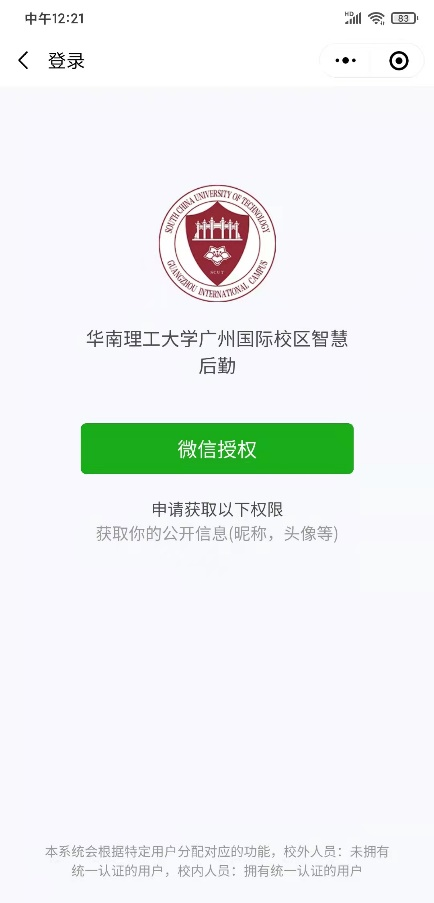 中午12:21
HD
83
登录
SOUTH CHINA UNIVERSITY OF TECHNOLOGY
SCUT
GUANGZHOU INTERNATIONAL CAMPUS
华南理工大学广州国际校区智慧
后勤
微信授权
申请获取以下权限
获取你的公开信息(昵称，头像等)
本系统会根据特定用户分配对应的功能，校外人员：未拥有
统一认证的用户，校内人员：拥有统一认证的用户